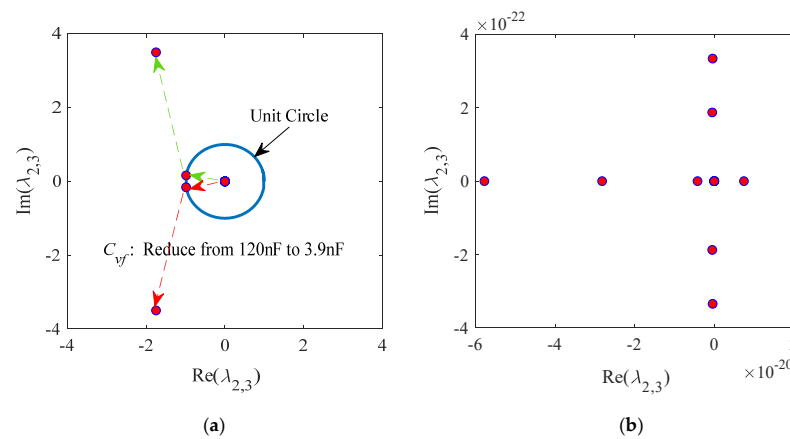 4
2
0
-2
-4
-4
-2
0
2
4
Im(λ2,3)
Re(λ2,3)
Unit Circle
Cvf: Reduce from 120nF to 3.9nF
(a)
×10-22
4
2
0
-2
-4
-6
-4
-2
0
Im(λ2,3)
Re(λ2,3)
×10-20
(b)